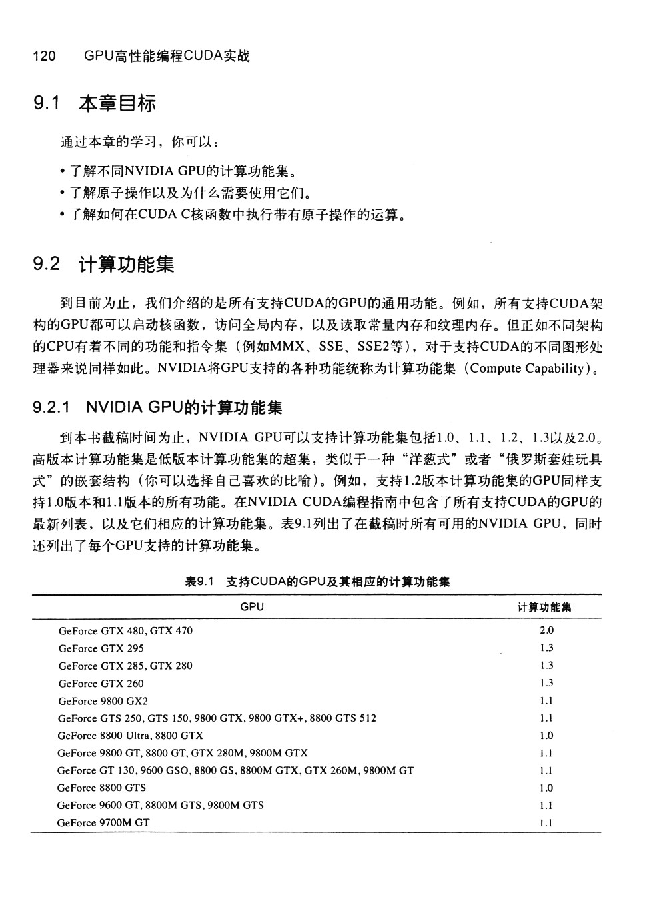 120 GPU高性能编程CUDA实战
9.1 本章目标
通过本章的学习，你可以：
• 了解不同NVIDIA GPU的计算功能集。
• 了解原子操作以及为什么需要使用它们。
• 了解如何在CUDA C核函数中执行带有原子操作的运算。
9.2 计算功能集
到目前为止，我们介绍的是所有支持CUDA的GPU的通用功能。例如，所有支持CUDA架
构的GPU都可以启动核函数，访问全局内存，以及读取常量内存和纹理内存。但正如不同架构
的CPU有着不同的功能和指令集（例如MMX、SSE、SSE2等），对于支持CUDA的不同图形处
理器来说同样如此。NVIDIA将GPU支持的各种功能统称为计算功能集（Compute Capability）。
9.2.1 NVIDIA GPU的计算功能集
到本书截稿时间为止，NVIDIA GPU可以支持计算功能集包括1.0、1.1、1.2、1.3以及2.0。
高版本计算功能集是低版本计算功能集的超集，类似于一种“洋葱式”或者“俄罗斯套娃玩具
式”的嵌套结构（你可以选择自己喜欢的比喻）。例如，支持1.2版本计算功能集的GPU同样支
持1.0版本和1.1版本的所有功能。在NVIDIA CUDA编程指南中包含了所有支持CUDA的GPU的
最新列表，以及它们相应的计算功能集。表9.1列出了在截稿时所有可用的NVIDIA GPU，同时
还列出了每个GPU支持的计算功能集。
表9.1 支持CUDA的GPU及其相应的计算功能集
GPU 计算功能集
GeForce GTX 480, GTX 470 2.0
GeForce GTX 295 1.3
GeForce GTX 285, GTX 280 1.3
GeForce GTX 260 1.3
GeForce 9800 GX2 1.1
GeForce GTS 250, GTS 150, 9800 GTX, 9800 GTX+, 8800 GTS 512 1.1
GeForce 8800 Ultra, 8800 GTX 1.0
GeForce 9800 GT, 8800 GT, GTX 280M, 9800M GTX 1.1
GeForce GT 130, 9600 GSO, 8800 GS, 8800M GTX, GTX 260M, 9800M GT 1.1
GeForce 8800 GTS 1.0
GeForce 9600 GT, 8800M GTS, 9800M GTS 1.1
GeForce 9700M GT 1.1